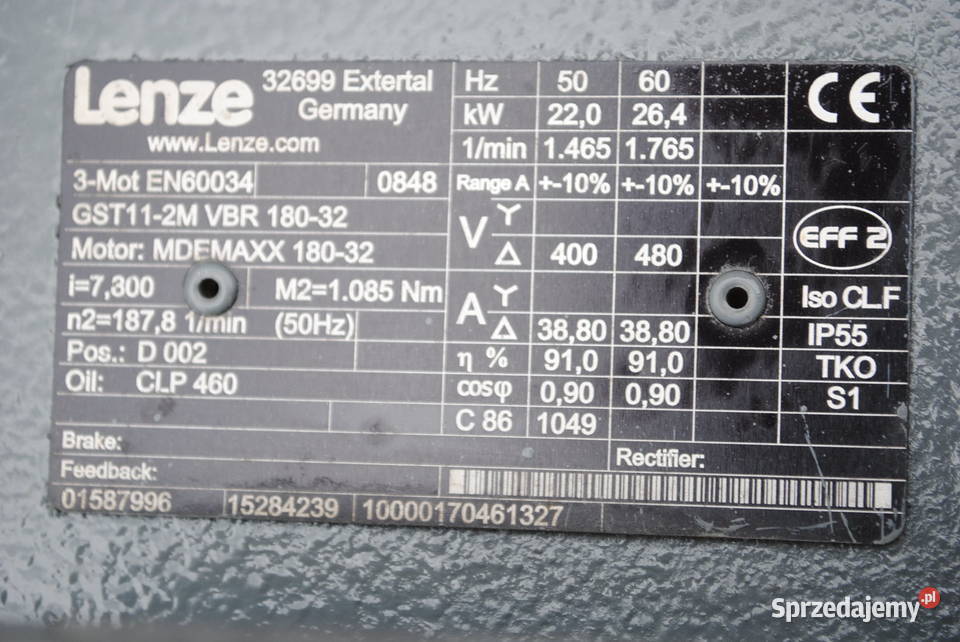 Lenze 32699 Extertal
Germany
www.Lenze.com
3-Mot EN60034 0848
GST11-2M VBR 180-32
Motor: MDEMAXX 180-32
i=7,300 M2=1.085 Nm
n2=187,8 1/min (50Hz)
Pos.: D 002
Oil: CLP 460
Brake:
Feedback:
01587996 15284239 10000170461327
Hz 50 60
kW 22,0 26,4
1/min 1.465 1.765
Range A +-10% +-10% +-10%
V Y
Δ 400 480
A Y
Δ 38,80 38,80
η % 91,0 91,0
cosφ 0,90 0,90
C 86 1049
Rectifier:
CE
EFF 2
Iso CL F
IP55
TKO
S1
Sprzedajemy.pl